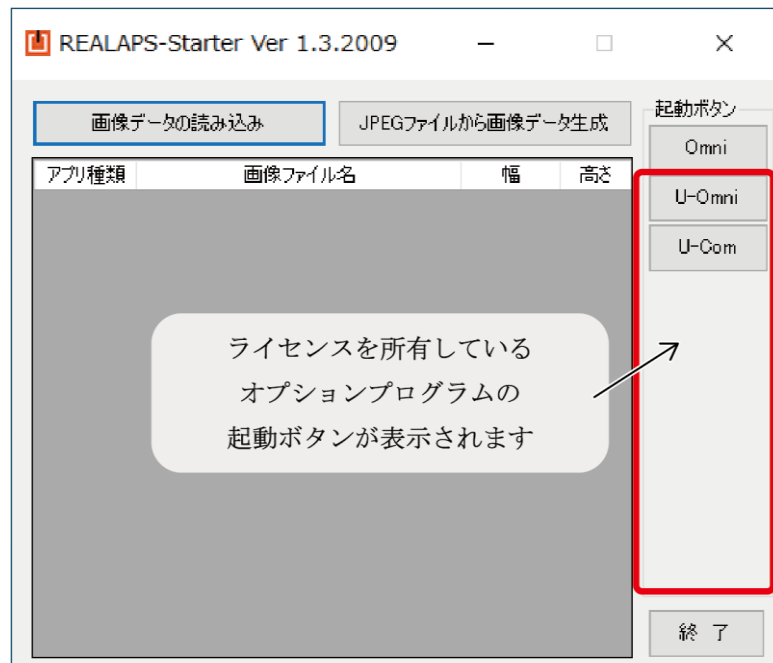 REALAPS-Starter Ver 1.3.2009
画像データの読み込み
JPEGファイルから画像データ生成
起動ボタン
Omni
アプリ種類 画像ファイル名 幅 高さ
U-Omni
U-Com
ライセンスを所有している
オプションプログラムの
起動ボタンが表示されます
終 了